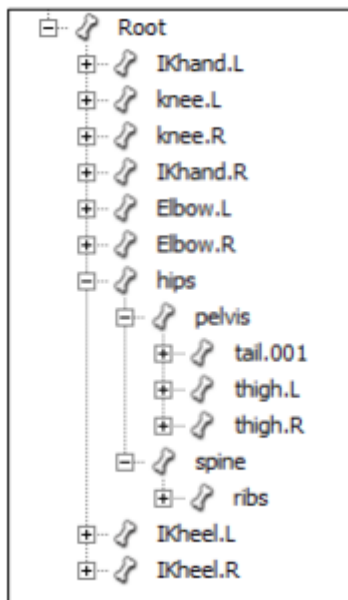 Root
IKhand.L
knee.L
knee.R
IKhand.R
Elbow.L
Elbow.R
hips
pelvis
tail.001
thigh.L
thigh.R
spine
ribs
IKheel.L
IKheel.R